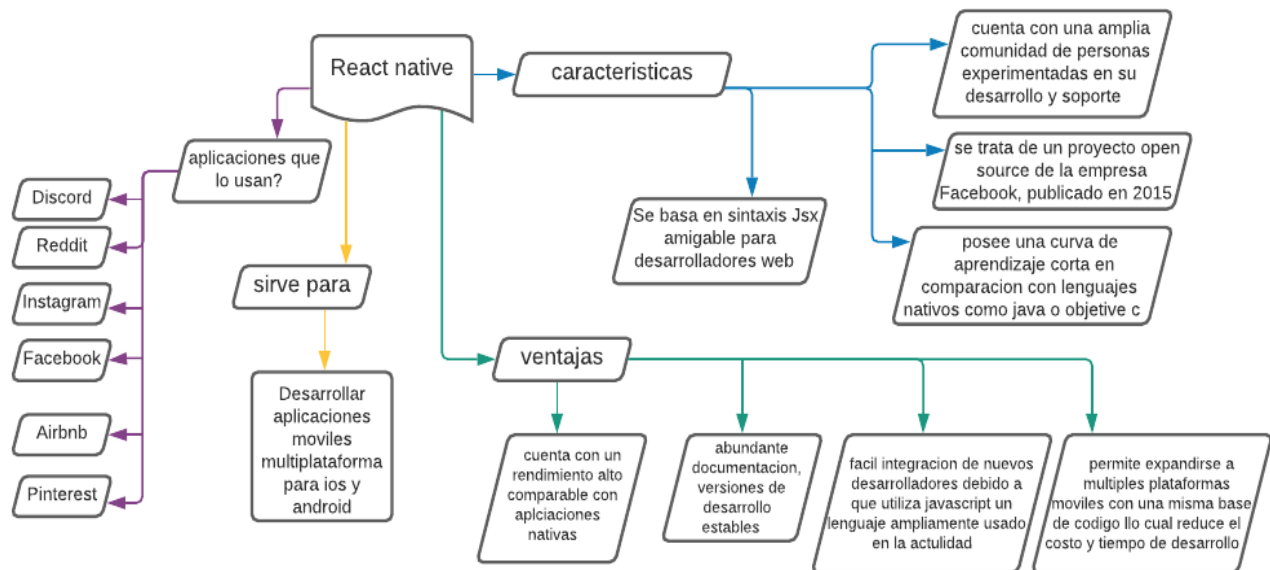 React native
caracteristicas
cuenta con una amplia
comunidad de personas
experimentadas en su
desarrollo y soporte
se trata de un proyecto open
source de la empresa
Facebook, publicado en 2015
posee una curva de
aprendizaje corta en
comparacion con lenguajes
nativos como java o objetive c
Se basa en sintaxis Jsx
amigable para
desarrolladores web
aplicaciones que
lo usan?
Discord
Reddit
Instagram
Facebook
Airbnb
Pinterest
sirve para
Desarrollar
aplicaciones
moviles
multiplataforma
para ios y
android
ventajas
cuenta con un
rendimiento alto
comparable con
aplciaciones
nativas
abundante
documentacion,
versiones de
desarrollo
estables
facil integracion de nuevos
desarrolladores debido a
que utiliza javascript un
lenguaje ampliamente usado
en la actulidad
permite expandirse a
multiples plataformas
moviles con una misma base
de codigo llo cual reduce el
costo y tiempo de desarrollo